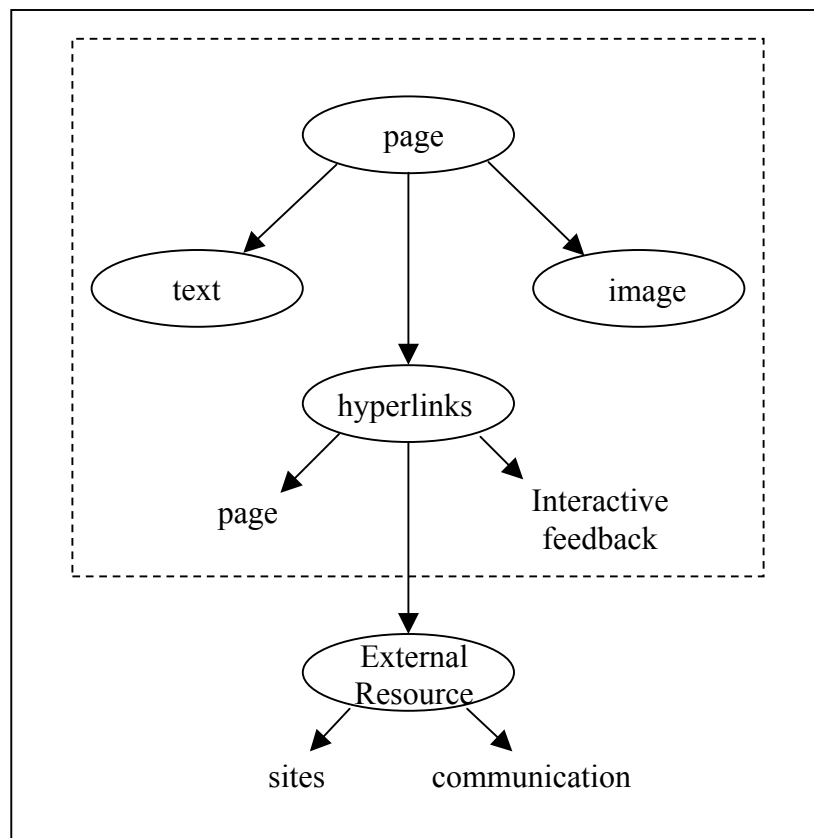 page
text
image
hyperlinks
page
Interactive
feedback
External
Resource
sites
communication